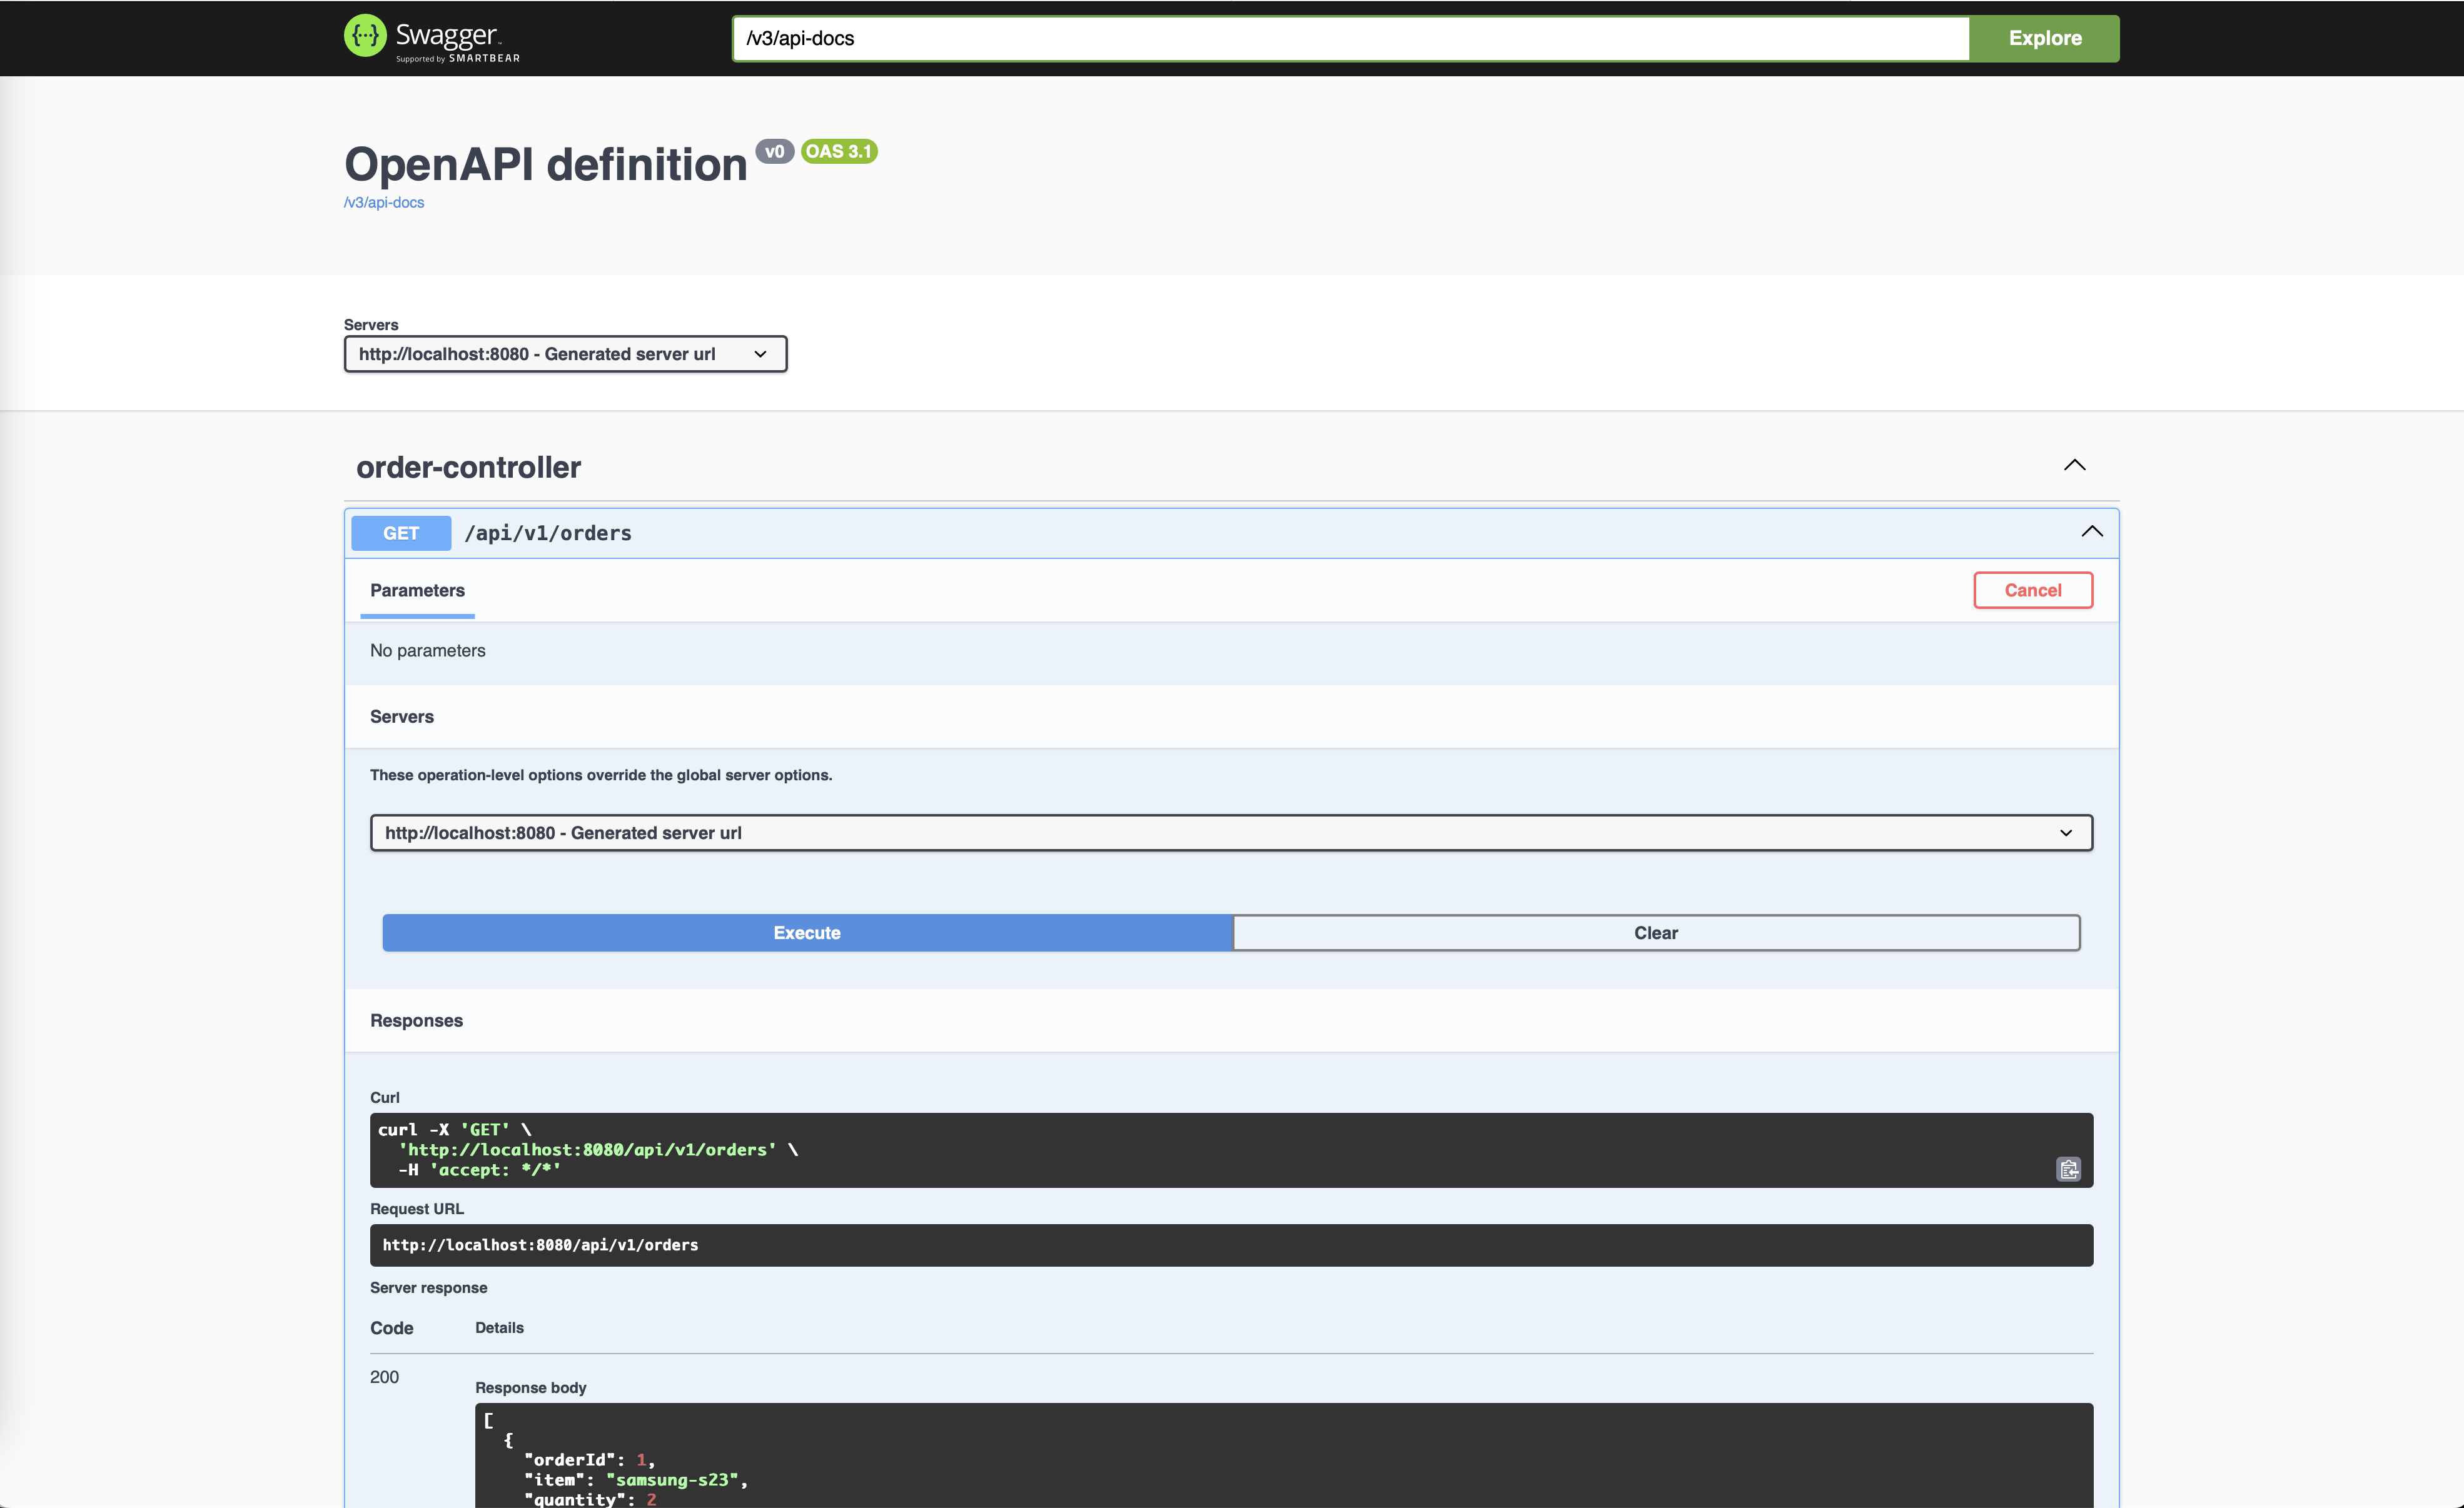 Swagger
Supported by SMARTBEAR
/v3/api-docs
Explore
OpenAPI definition v0 OAS 3.1
/v3/api-docs
Servers
http://localhost:8080 - Generated server url
order-controller
GET /api/v1/orders
Parameters
Cancel
No parameters
Servers
These operation-level options override the global server options.
http://localhost:8080 - Generated server url
Execute
Clear
Responses
Curl
curl -X 'GET' \
'http://localhost:8080/api/v1/orders' \
-H 'accept: */*'
Request URL
http://localhost:8080/api/v1/orders
Server response
Code Details
200
Response body
[
{
"orderId": 1,
"item": "samsung-s23",
"quantity": 2